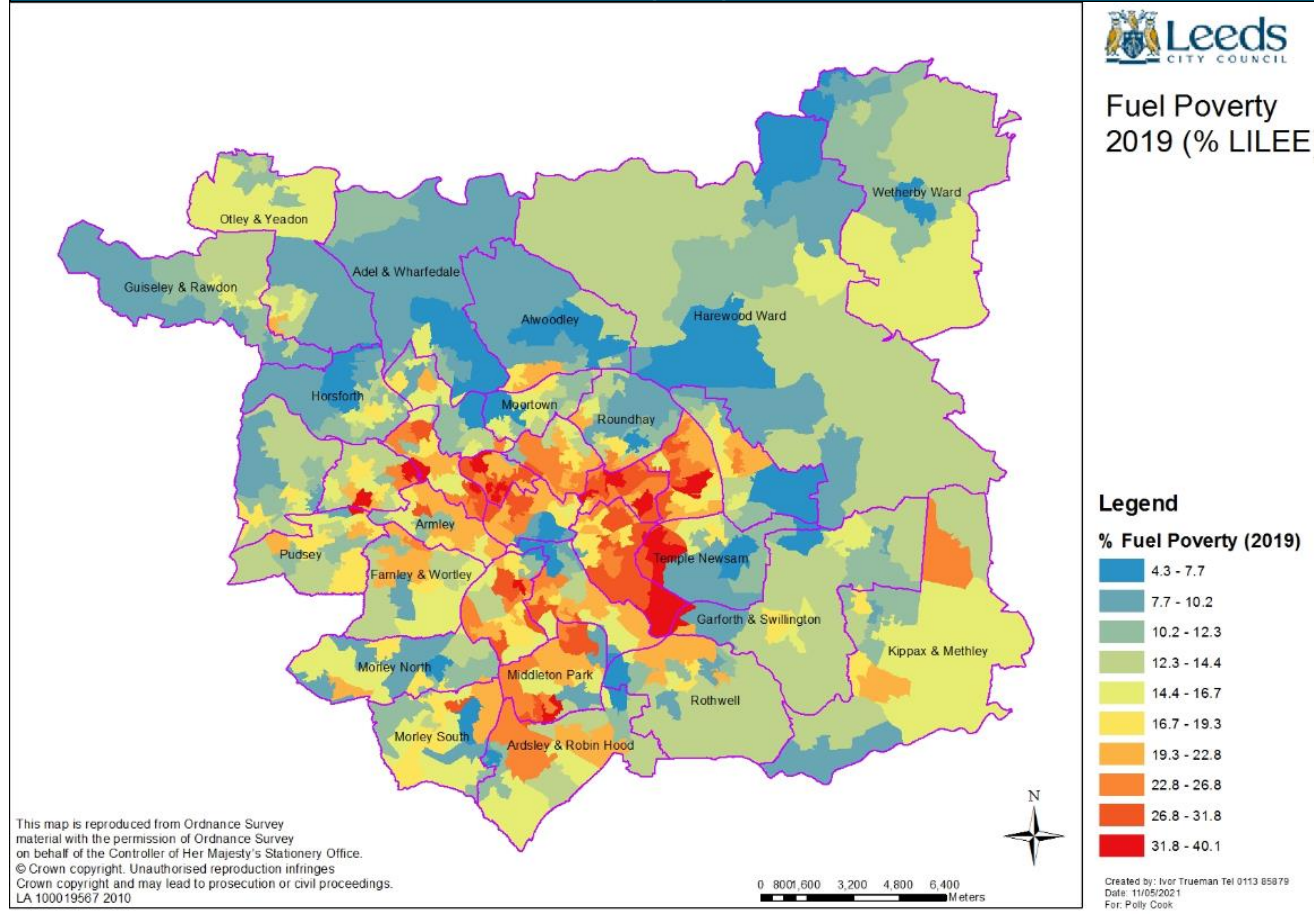 Leeds
CITY COUNCIL
Fuel Poverty
2019 (% LILEE
Wetherby Ward
Otley & Yeadon
Adel & Wharfedale
Guiseley & Rawdon
Alwoodley
Harewood Ward
Horsforth
Moortown
Roundhay
Armley
Pudsey
Temple Newsam
Farnley & Wortley
Garforth & Swillington
Kippax & Methley
Morley North
Middleton Park
Rothwell
Morley South
Ardsley & Robin Hood
Legend
% Fuel Poverty (2019)
4.3 - 7.7
7.7 - 10.2
10.2 - 12.3
12.3 - 14.4
14.4 - 16.7
16.7 - 19.3
19.3 - 22.8
22.8 - 26.8
26.8 - 31.8
31.8 - 40.1
N
This map is reproduced from Ordnance Survey
material with the permission of Ordnance Survey
on behalf of the Controller of Her Majesty's Stationery Office.
© Crown copyright. Unauthorised reproduction infringes
Crown copyright and may lead to prosecution or civil proceedings.
LA 100019567 2010
0 800 1,600 3,200 4,800 6,400
Meters
Created by: Ivor Trueman Tel 0113 85879
Date: 11/05/2021
For: Polly Cook